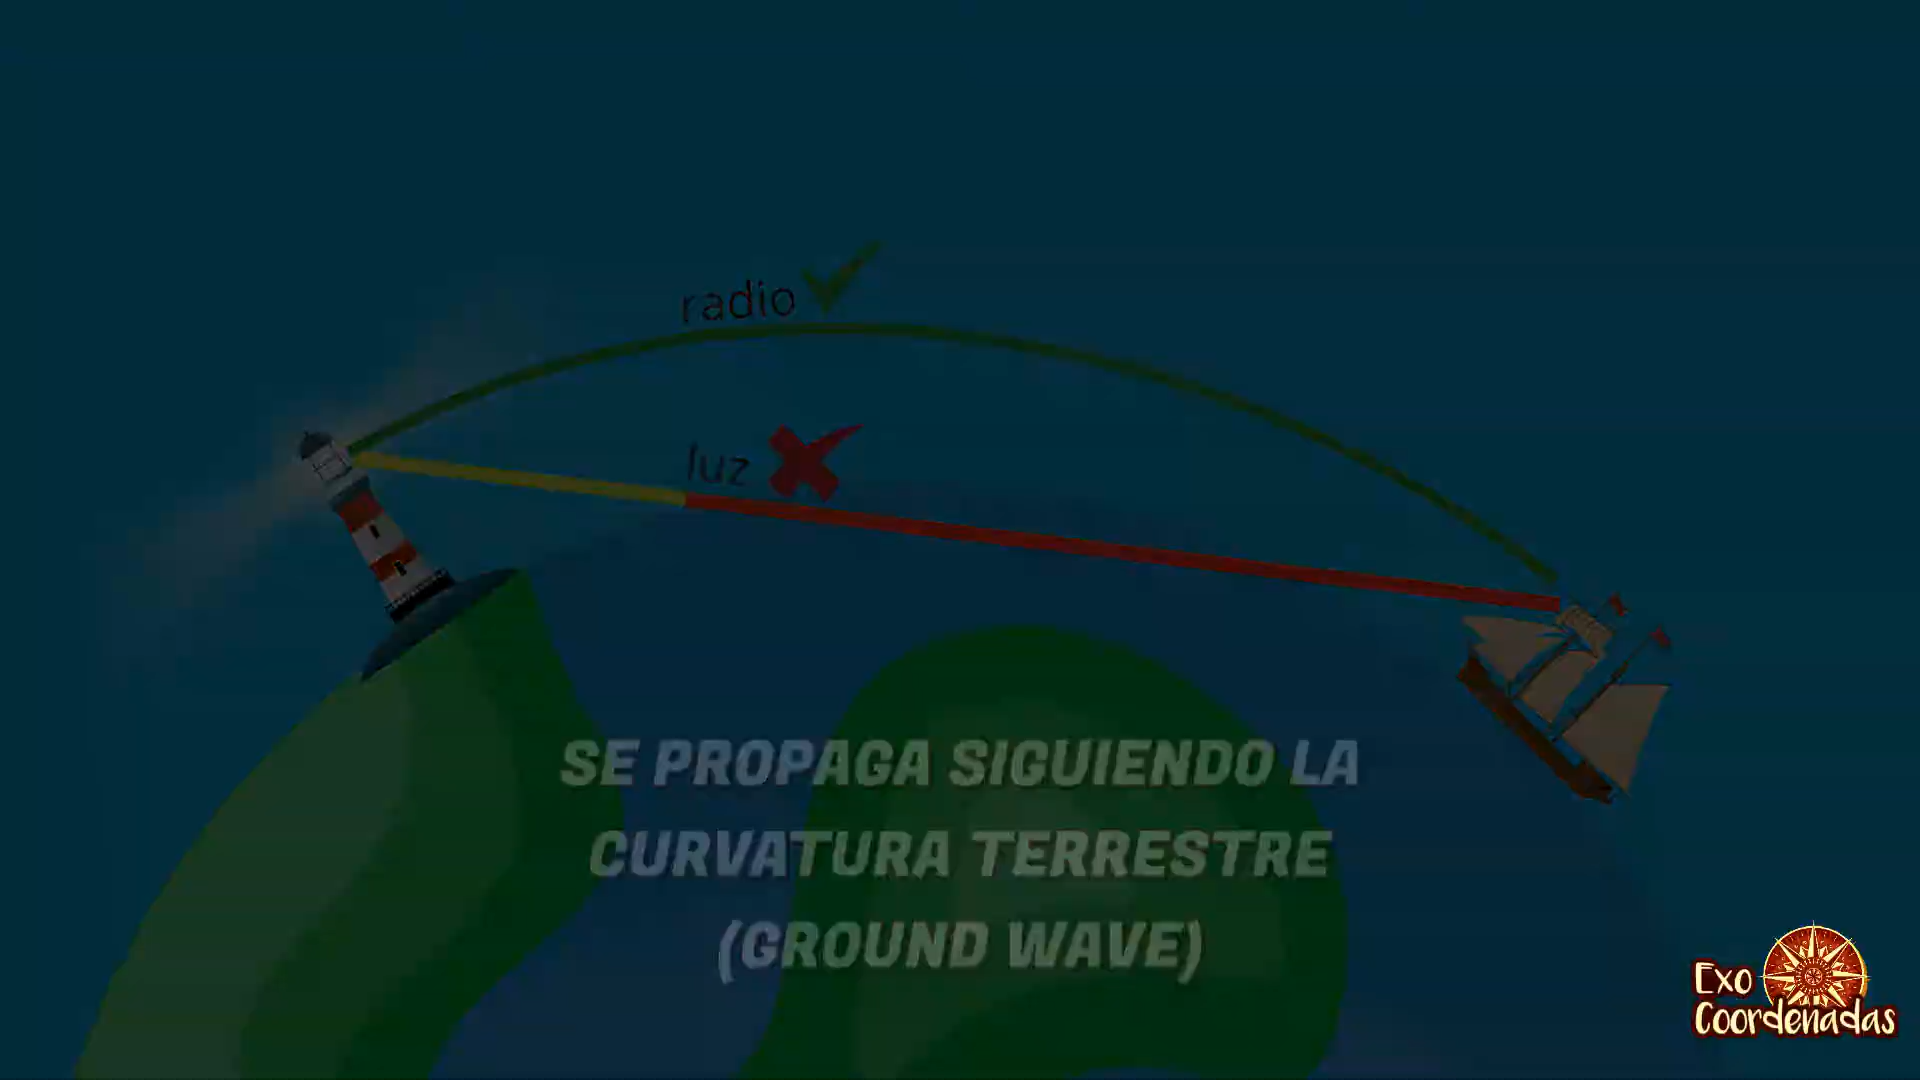 radio
luz
SE PROPAGA SIGUIENDO LA
CURVATURA TERRESTRE
(GROUND WAVE)
Exo
Coordenadas